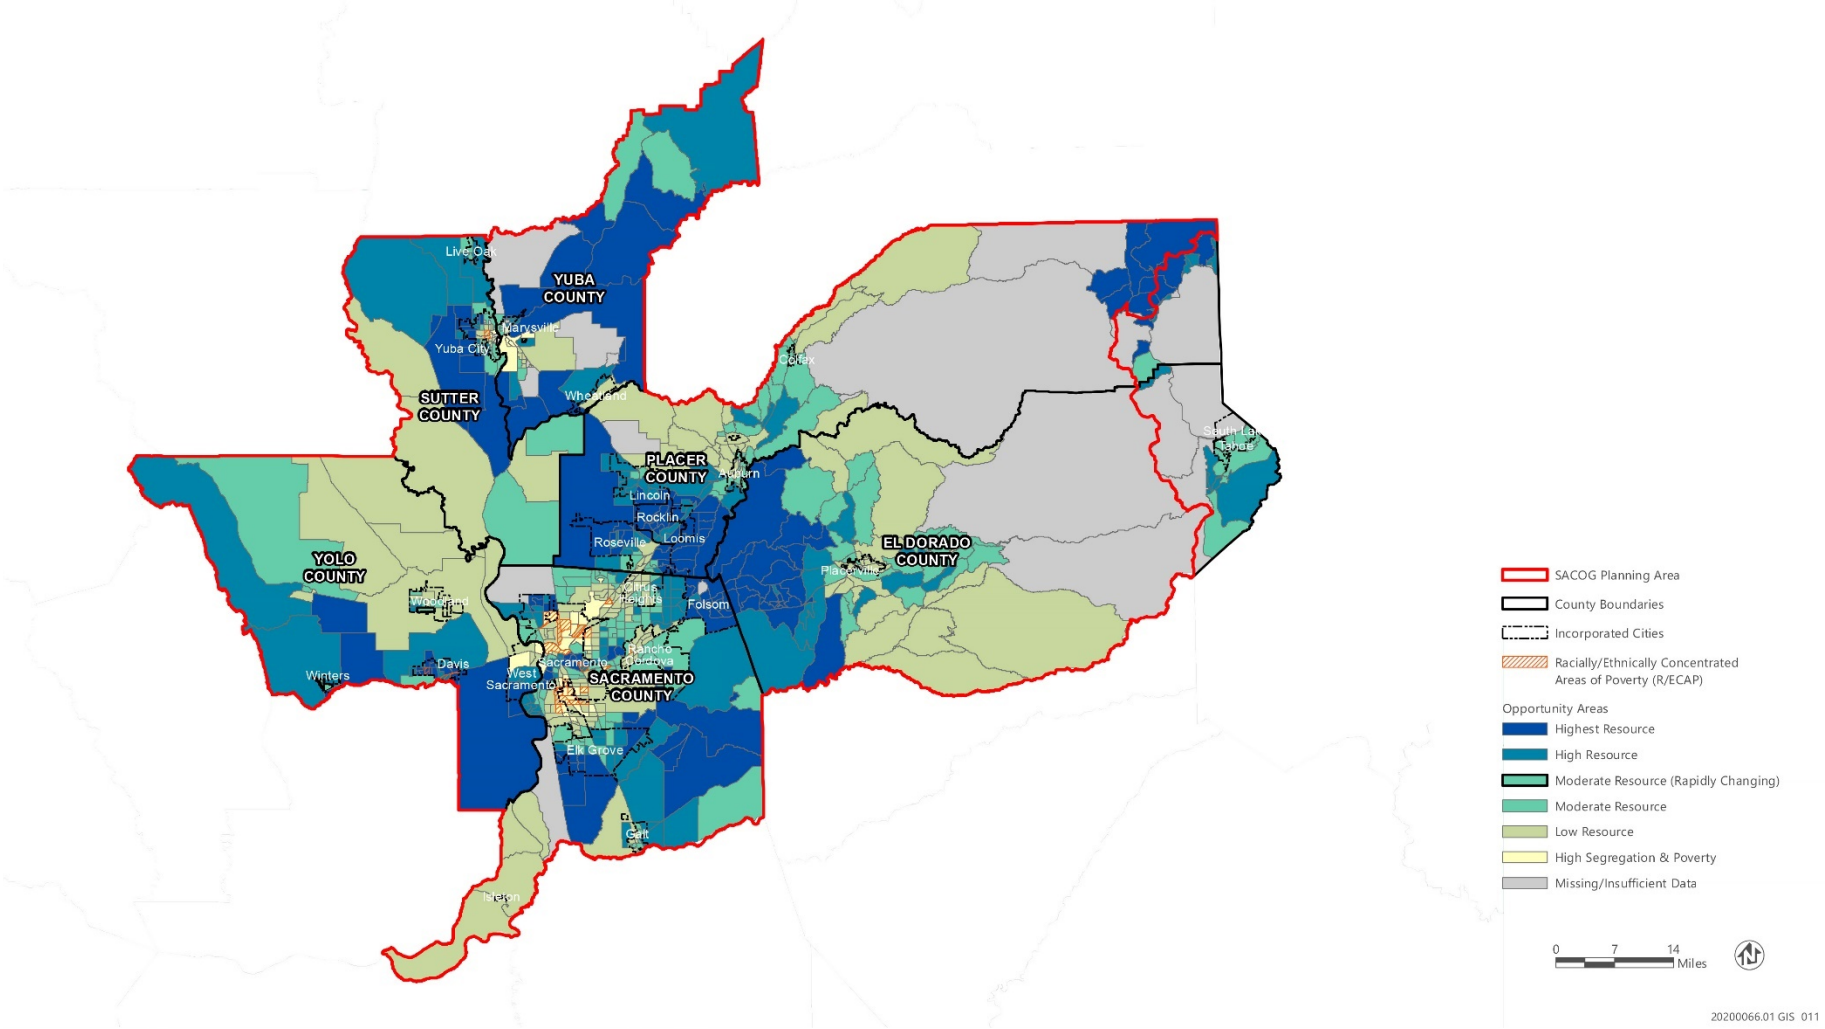 Live Oak
YUBA
COUNTY
Marysville
Yuba City
Colfax
SUTTER
COUNTY
Wheatland
South Lake
Tahoe
PLACER
COUNTY
Auburn
Lincoln
Rocklin
Loomis
Roseville
EL DORADO
COUNTY
YOLO
COUNTY
Placerville
Citrus
Heights
Woodland
Folsom
Rancho
Cordova
Davis
Sacramento
Winters
West
Sacramento
SACRAMENTO
COUNTY
Elk Grove
Galt
Isleton
SACOG Planning Area
County Boundaries
Incorporated Cities
Racially/Ethnically Concentrated
Areas of Poverty (R/ECAP)
Opportunity Areas
Highest Resource
High Resource
Moderate Resource (Rapidly Changing)
Moderate Resource
Low Resource
High Segregation & Poverty
Missing/Insufficient Data
0 7 14
Miles
N
20200066.01 GIS 011